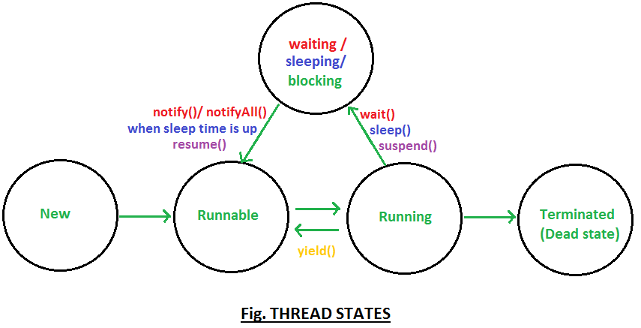 waiting /
sleeping/
blocking
notify()/ notifyAll()
when sleep time is up
resume()
wait()
sleep()
suspend()
New
Runnable
Running
Terminated
(Dead state)
yield()
Fig. THREAD STATES